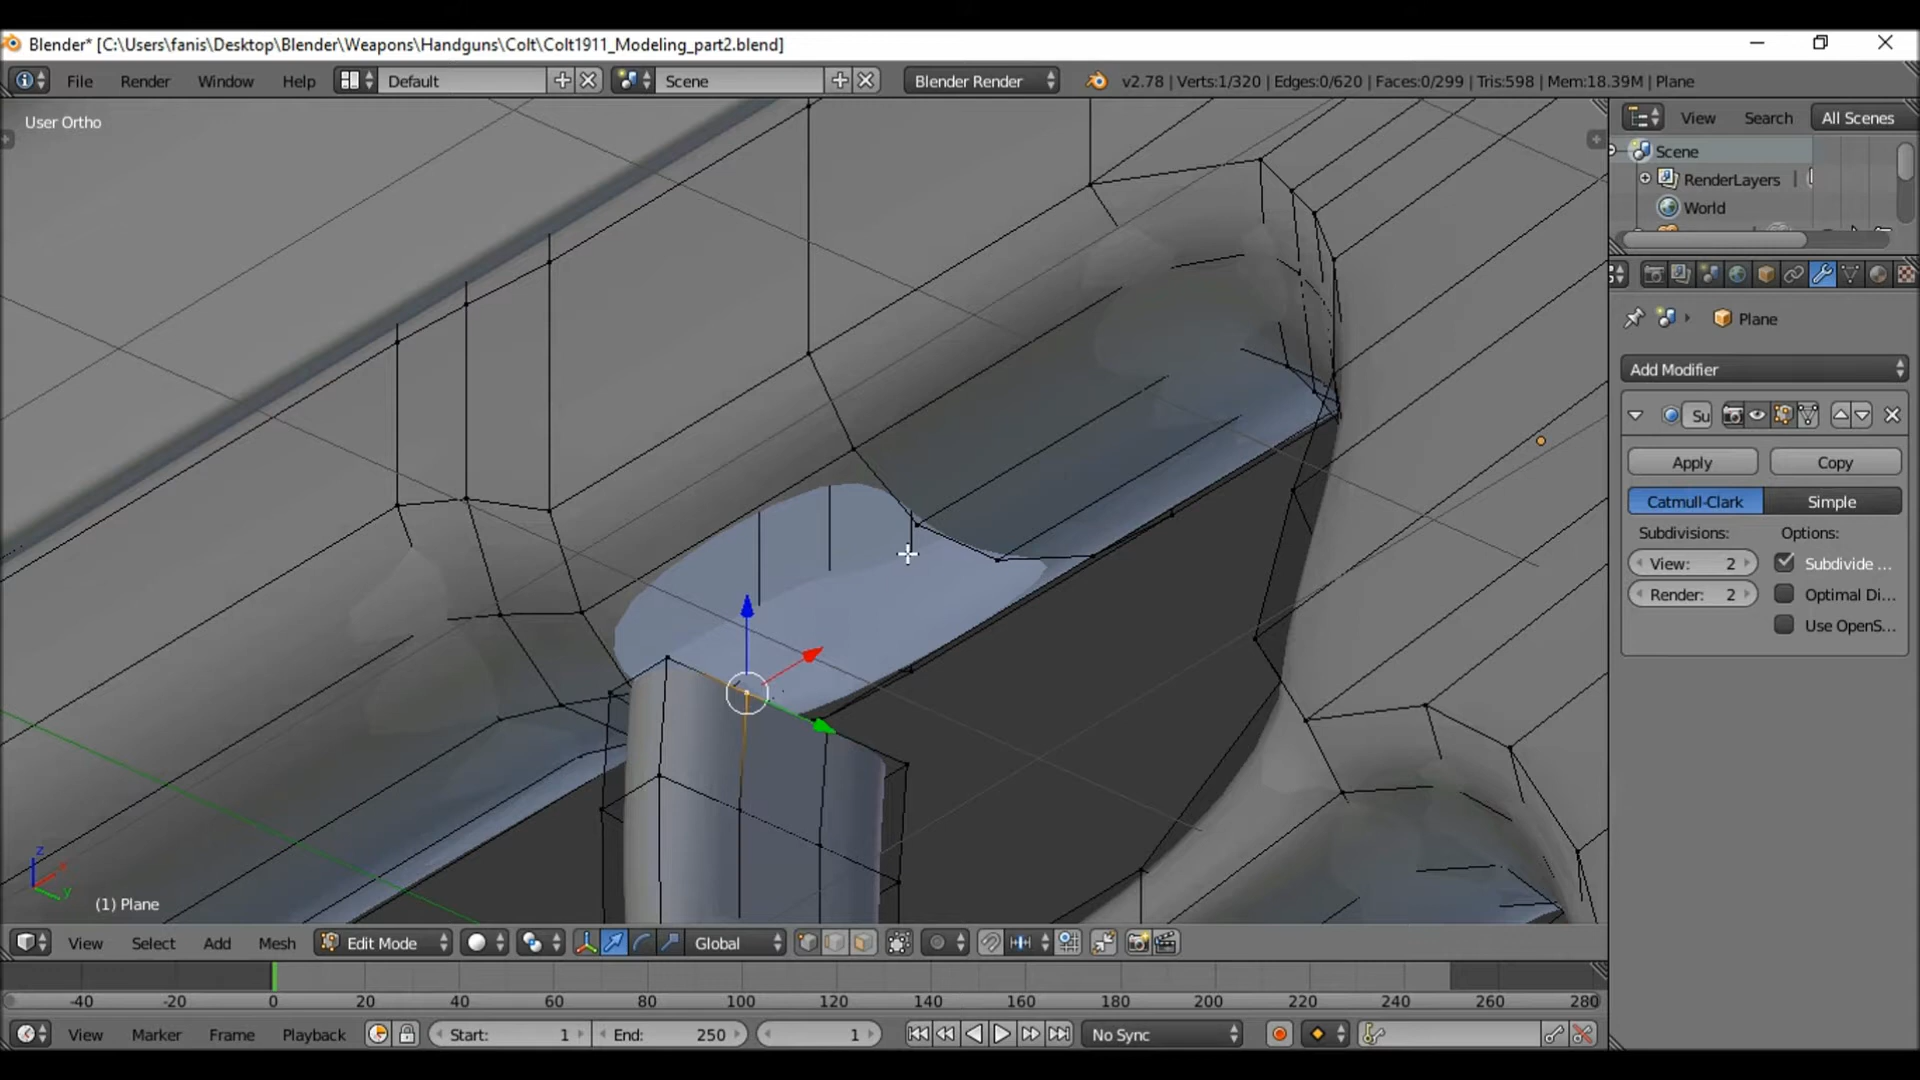 Blender* [C:\Users\fanis\Desktop\Blender\Weapons\Handguns\Colt\Colt1911_Modeling_part2.blend]
File Render Window Help Default Scene Blender Render v2.78 | Verts:1/320 | Edges:0/620 | Faces:0/299 | Tris:598 | Mem:18.39M | Plane
User Ortho
View Search All Scenes
Scene
RenderLayers
World
Plane
Add Modifier
Su
Apply Copy
Catmull-Clark Simple
Subdivisions: Options:
View: 2 Subdivide ...
Render: 2 Optimal Di...
Use OpenS...
z
x
y
(1) Plane
View Select Add Mesh Edit Mode Global
-40 -20 0 20 40 60 80 100 120 140 160 180 200 220 240 260 280
View Marker Frame Playback Start: 1 End: 250 1 No Sync